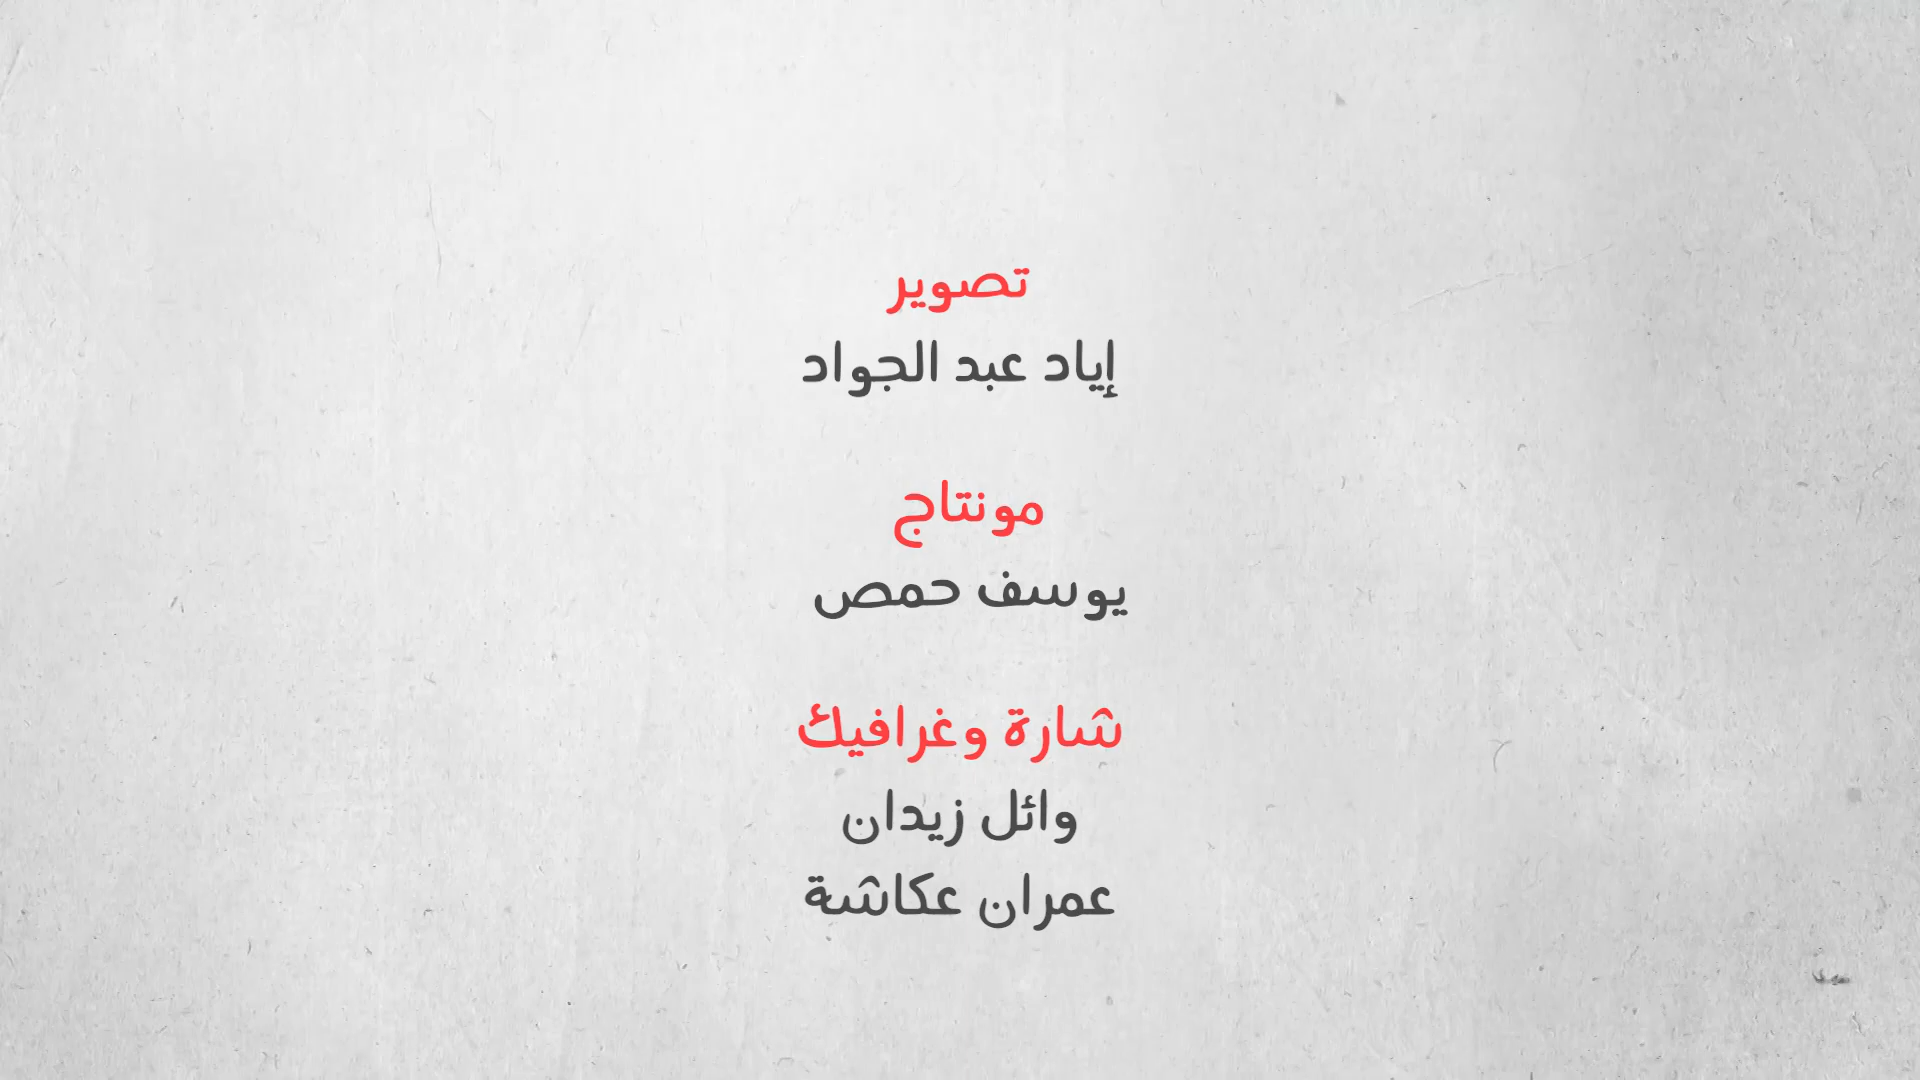 تصوير
إياد عبد الجواد
مونتاج
يوسف حمص
شارة وغرافيك
وائل زيدان
عمران عكاشة